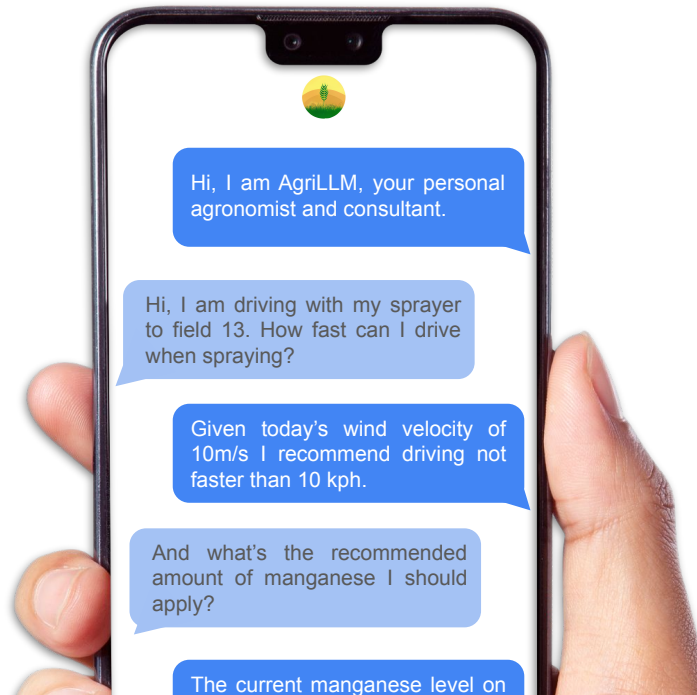 Hi, I am AgriLLM, your personal
agronomist and consultant.
Hi, I am driving with my sprayer
to field 13. How fast can I drive
when spraying?
Given today's wind velocity of
10m/s I recommend driving not
faster than 10 kph.
And what's the recommended
amount of manganese I should
apply?
The current manganese level on